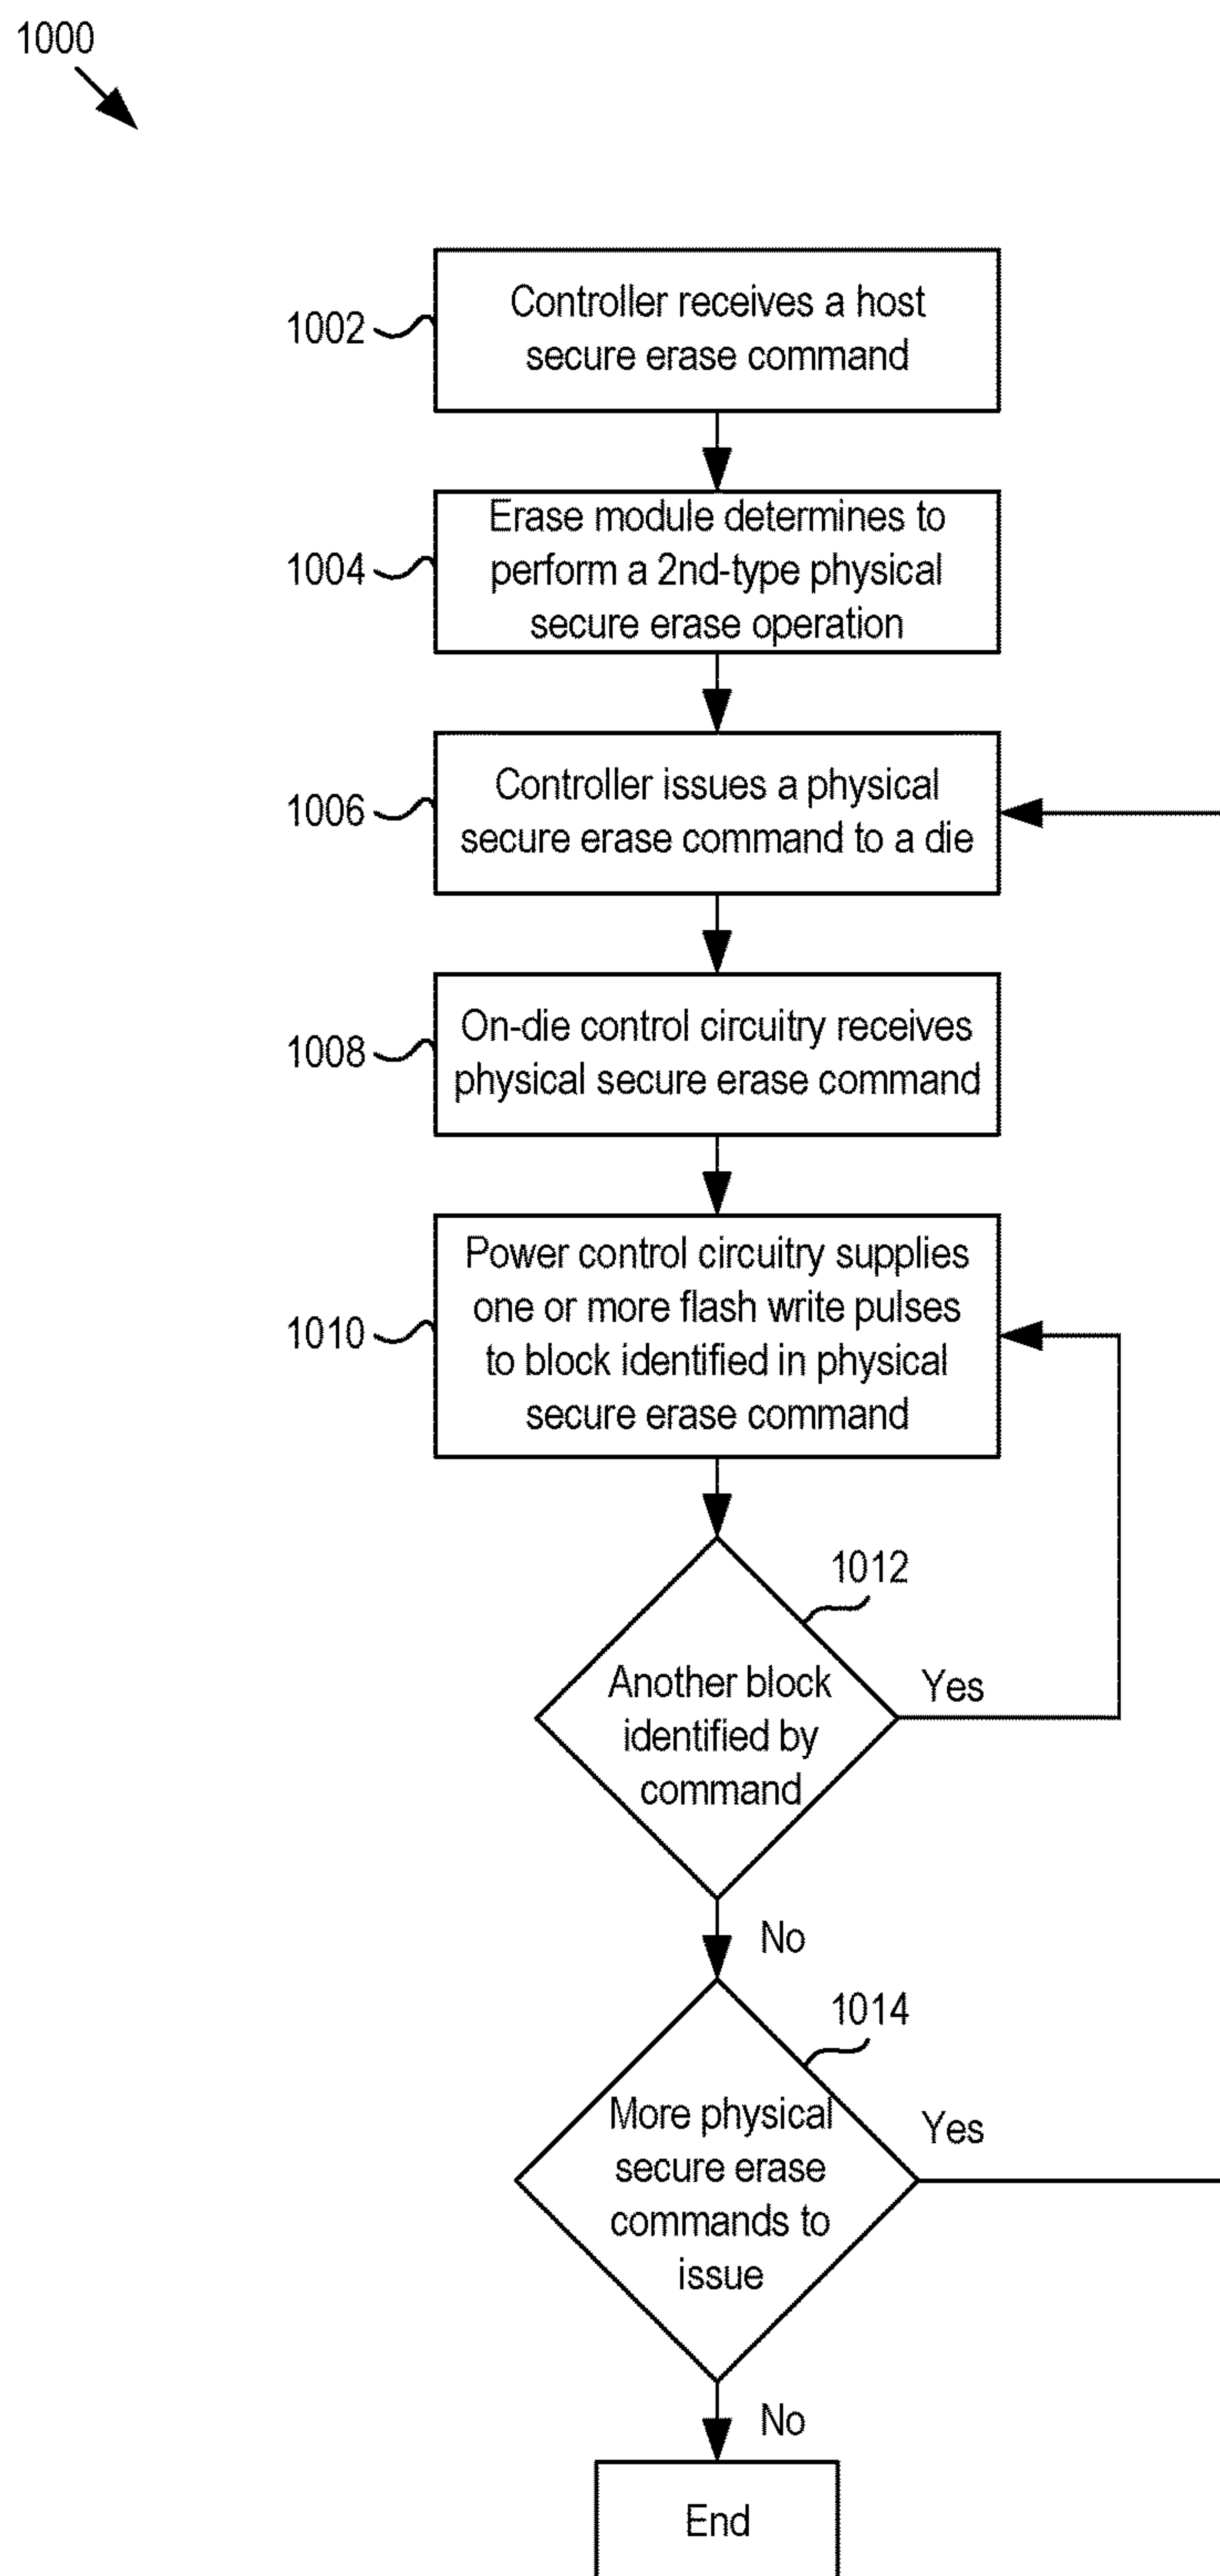 1000
1002
Controller receives a host
secure erase command
1004
Erase module determines to
perform a 2nd-type physical
secure erase operation
1006
Controller issues a physical
secure erase command to a die
1008
On-die control circuitry receives
physical secure erase command
1010
Power control circuitry supplies
one or more flash write pulses
to block identified in physical
secure erase command
1012
Another block
identified by
command
Yes
No
1014
More physical
secure erase
commands to
issue
Yes
No
End